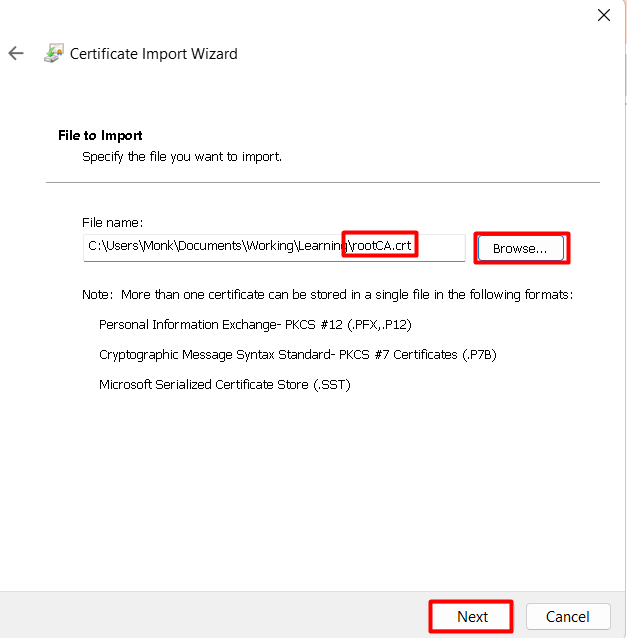 Certificate Import Wizard
File to Import
Specify the file you want to import.
File name:
C:\Users\Monk\Documents\Working\Learning\rootCA.crt
Browse...
Note:  More than one certificate can be stored in a single file in the following formats:
Personal Information Exchange- PKCS #12 (.PFX,.P12)
Cryptographic Message Syntax Standard- PKCS #7 Certificates (.P7B)
Microsoft Serialized Certificate Store (.SST)
Next
Cancel